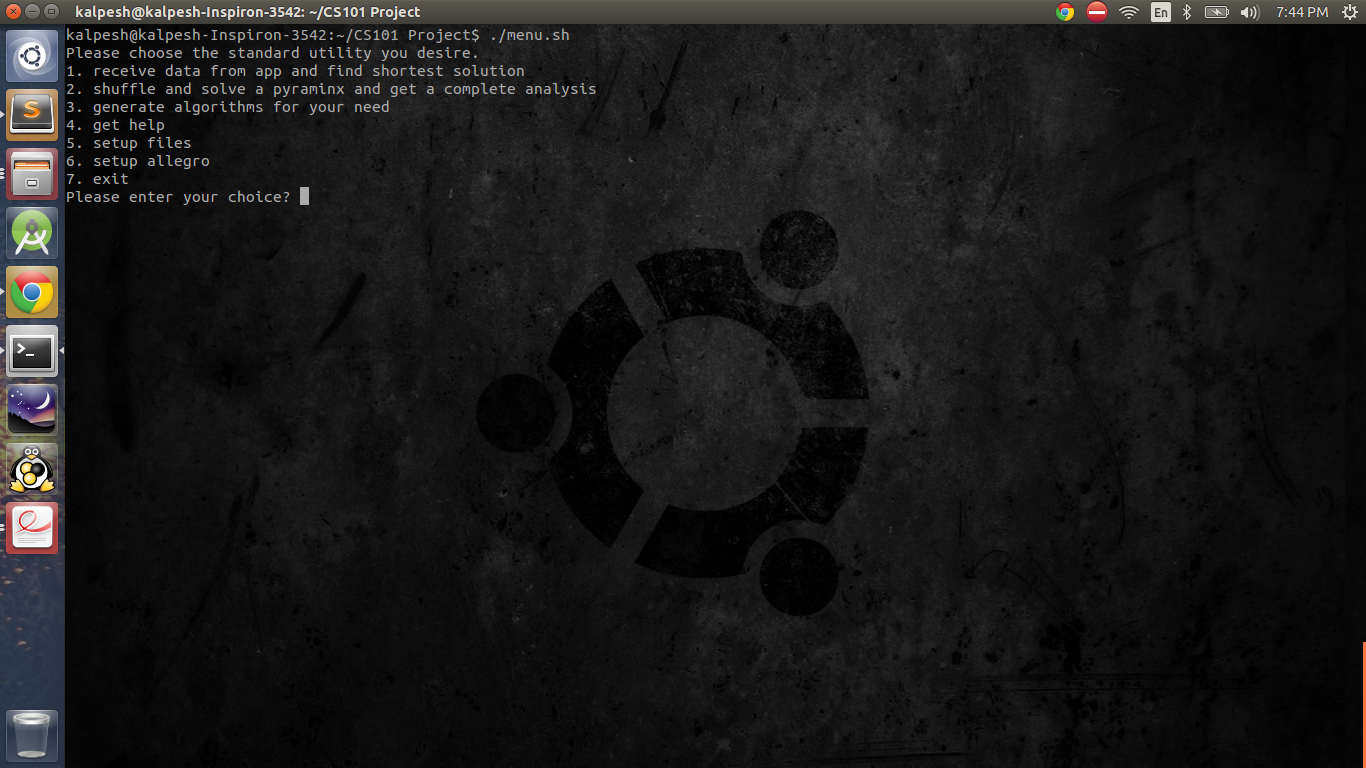 kalpesh@kalpesh-Inspiron-3542: ~/CS101 Project
En
7:44 PM
kalpesh@kalpesh-Inspiron-3542:~/CS101 Project$ ./menu.sh
Please choose the standard utility you desire.
1. receive data from app and find shortest solution
2. shuffle and solve a pyraminx and get a complete analysis
3. generate algorithms for your need
4. get help
5. setup files
6. setup allegro
7. exit
Please enter your choice?